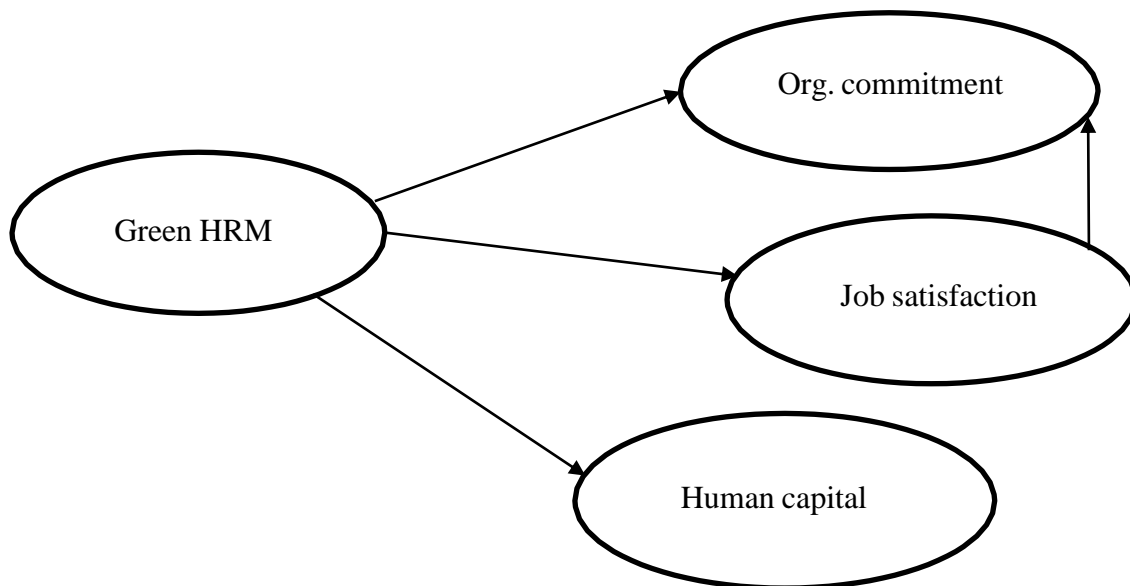 Org. commitment
Green HRM
Job satisfaction
Human capital